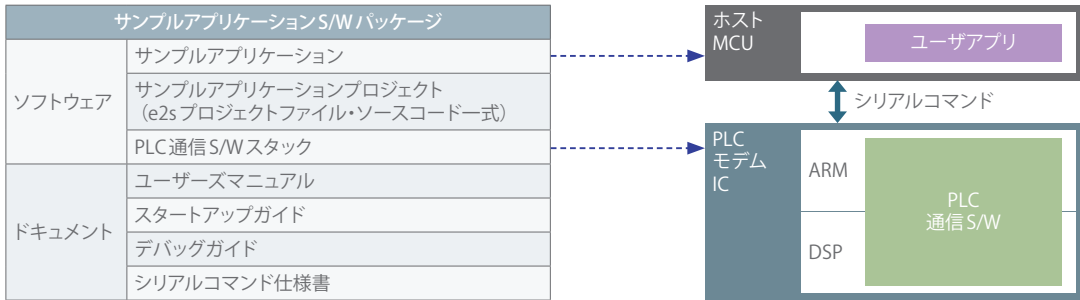 サンプルアプリケーションS/Wパッケージ
ソフトウェア
サンプルアプリケーション
サンプルアプリケーションプロジェクト
(e2sプロジェクトファイル・ソースコード一式)
PLC通信S/Wスタック
ドキュメント
ユーザーズマニュアル
スタートアップガイド
デバッグガイド
シリアルコマンド仕様書
ホスト
MCU
ユーザアプリ
シリアルコマンド
PLC
モデム
IC
ARM
DSP
PLC
通信S/W